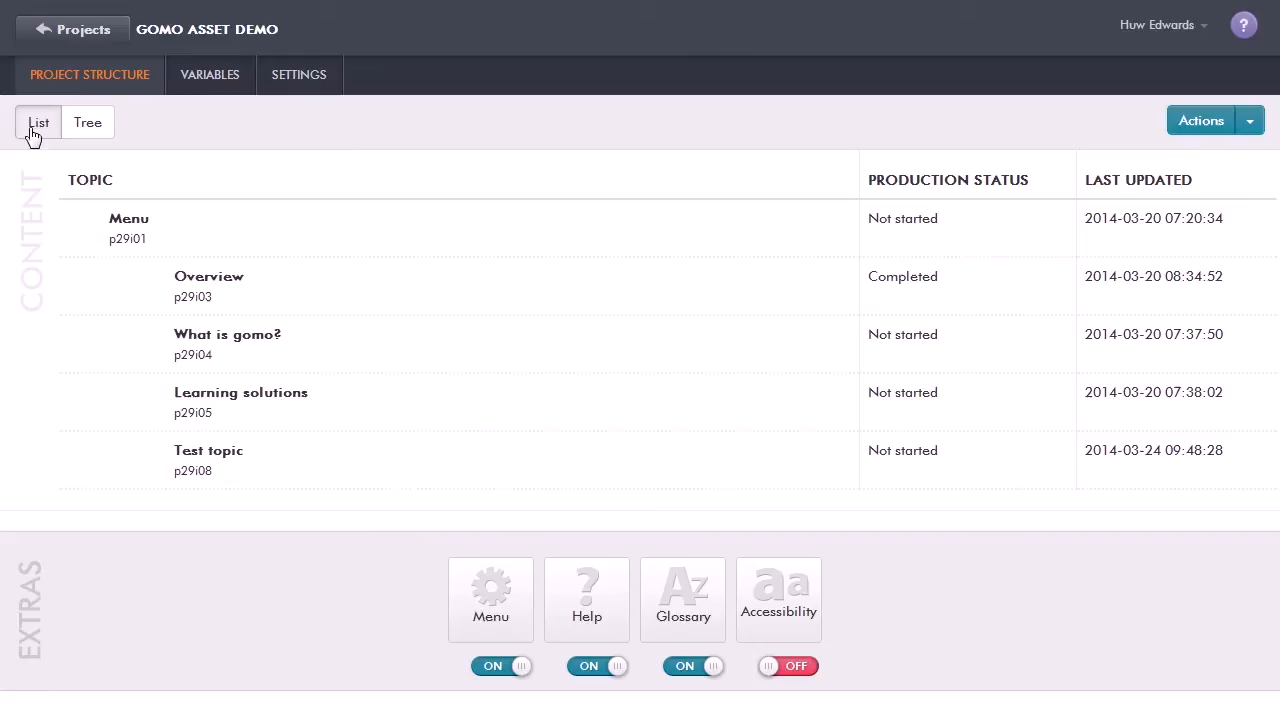 Projects
GOMO ASSET DEMO
Huw Edwards
?
PROJECT STRUCTURE
VARIABLES
SETTINGS
List
Tree
Actions
CONTENT
TOPIC
PRODUCTION STATUS
LAST UPDATED
Menu
p29i01
Not started
2014-03-20 07:20:34
Overview
p29i03
Completed
2014-03-20 08:34:52
What is gomo?
p29i04
Not started
2014-03-20 07:37:50
Learning solutions
p29i05
Not started
2014-03-20 07:38:02
Test topic
p29i08
Not started
2014-03-24 09:48:28
EXTRAS
Menu
?
Help
Az
Glossary
aa
Accessibility
ON
ON
ON
OFF